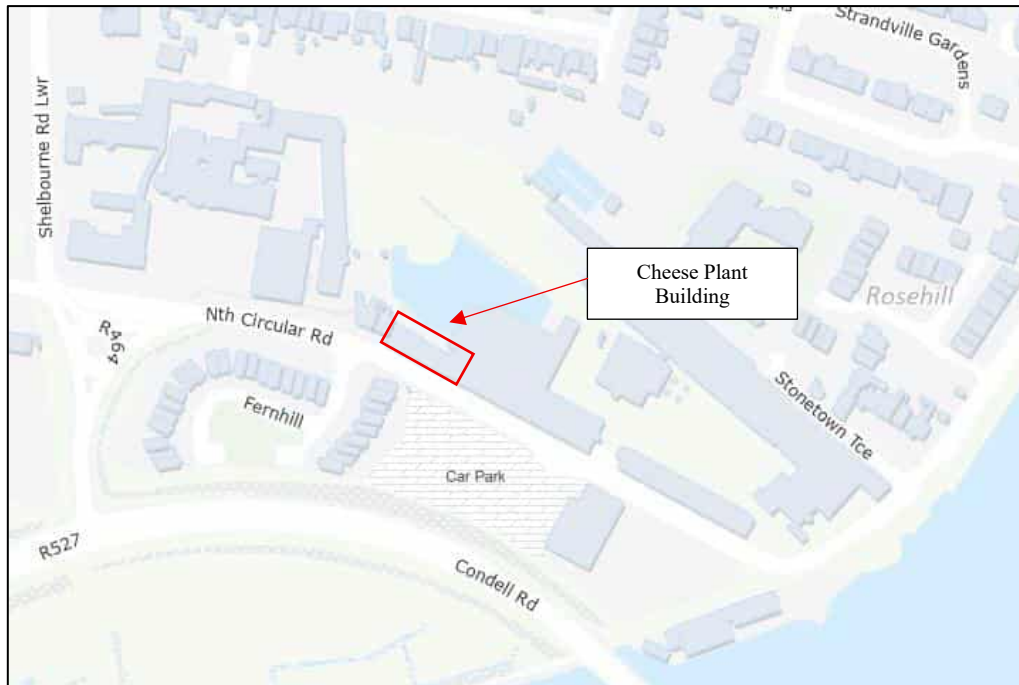 Strandville Gardens
Shelbourne Rd Lwr
Cheese Plant
Building
Rosehill
Nth Circular Rd
R464
Fernhill
Stonetown Tce
Car Park
R527
Condell Rd